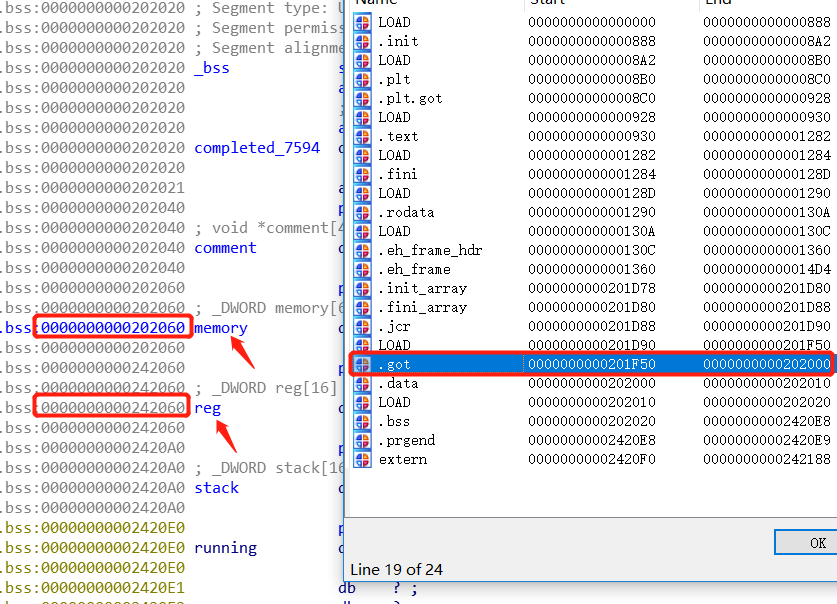 .bss:0000000000202020 ; Segment type: U
.bss:0000000000202020 ; Segment permis
.bss:0000000000202020 ; Segment alignme
.bss:0000000000202020 _bss s
.bss:0000000000202020 a
.bss:0000000000202020 ;
.bss:0000000000202020 a
.bss:0000000000202020 completed_7594 d
.bss:0000000000202020
.bss:0000000000202021 a
.bss:0000000000202040 p
.bss:0000000000202040 ; void *comment[4
.bss:0000000000202040 comment d
.bss:0000000000202040
.bss:0000000000202060 p
.bss:0000000000202060 ; _DWORD memory[6
.bss:0000000000202060 memory d
.bss:0000000000202060
.bss:0000000000242060 p
.bss:0000000000242060 ; _DWORD reg[16]
.bss:0000000000242060 reg d
.bss:0000000000242060
.bss:00000000002420A0 p
.bss:00000000002420A0 ; _DWORD stack[16
.bss:00000000002420A0 stack d
.bss:00000000002420A0
.bss:00000000002420E0 p
.bss:00000000002420E0 running d
.bss:00000000002420E0
.bss:00000000002420E1 db ? ;
Name Start End
LOAD 0000000000000000 0000000000000888
.init 0000000000000888 00000000000008A2
LOAD 00000000000008A2 00000000000008B0
.plt 00000000000008B0 00000000000008C0
.plt.got 00000000000008C0 0000000000000928
LOAD 0000000000000928 0000000000000930
.text 0000000000000930 0000000000001282
LOAD 0000000000001282 0000000000001284
.fini 0000000000001284 000000000000128D
LOAD 000000000000128D 0000000000001290
.rodata 0000000000001290 000000000000130A
LOAD 000000000000130A 000000000000130C
.eh_frame_hdr 000000000000130C 0000000000001360
.eh_frame 0000000000001360 00000000000014D4
.init_array 0000000000201D78 0000000000201D80
.fini_array 0000000000201D80 0000000000201D88
.jcr 0000000000201D88 0000000000201D90
LOAD 0000000000201D90 0000000000201F50
.got 0000000000201F50 0000000000202000
.data 0000000000202000 0000000000202010
LOAD 0000000000202010 0000000000202020
.bss 0000000000202020 00000000002420E8
.prgend 00000000002420E8 00000000002420E9
extern 00000000002420F0 0000000000242188
OK
Line 19 of 24